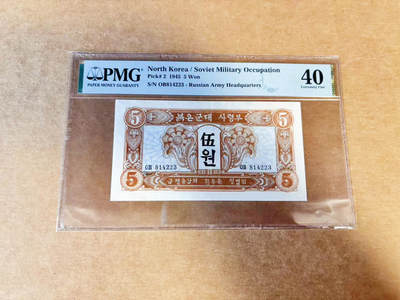 PMG
PAPER MONEY GUARANTY
North Korea / Soviet Military Occupation
Pick# 2 1945 5 Won
S/N OB814223 - Russian Army Headquarters
40
Extremely Fine
5 붉은군대 사령부 5
伍
원
OB 814223 OB 814223
5 5